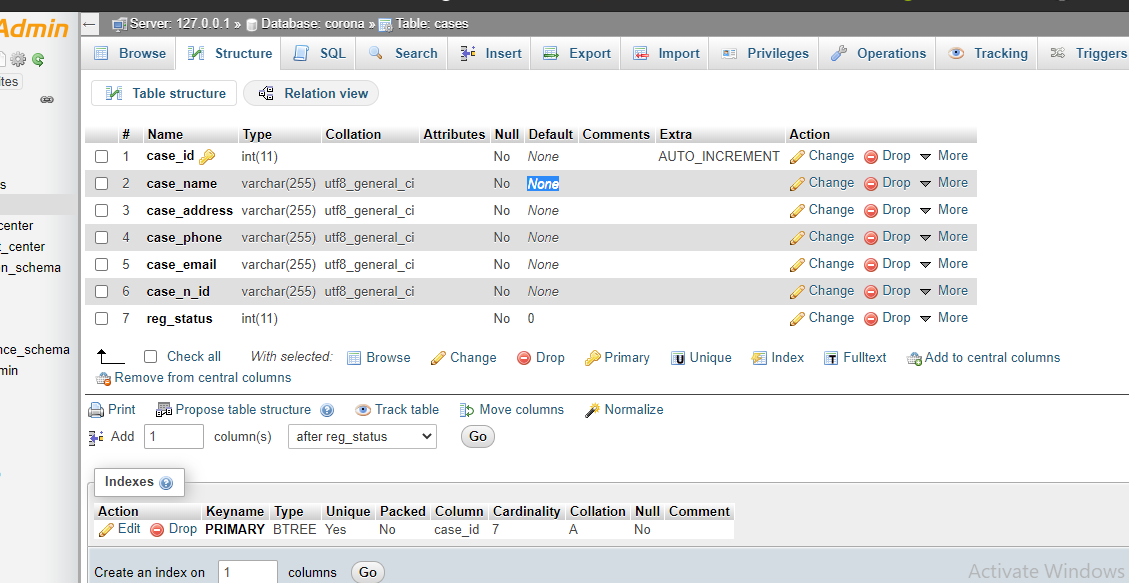 Admin
← Server: 127.0.0.1 » Database: corona » Table: cases
Browse Structure SQL Search Insert Export Import Privileges Operations Tracking Triggers
ites
Table structure Relation view
# Name Type Collation Attributes Null Default Comments Extra Action
1 case_id int(11) No None AUTO_INCREMENT Change Drop More
2 case_name varchar(255) utf8_general_ci No None Change Drop More
3 case_address varchar(255) utf8_general_ci No None Change Drop More
4 case_phone varchar(255) utf8_general_ci No None Change Drop More
5 case_email varchar(255) utf8_general_ci No None Change Drop More
6 case_n_id varchar(255) utf8_general_ci No None Change Drop More
7 reg_status int(11) No 0 Change Drop More
s
center
t_center
on_schema
nce_schema
min
Check all With selected: Browse Change Drop Primary Unique Index Fulltext Add to central columns
Remove from central columns
Print Propose table structure Track table Move columns Normalize
Add 1 column(s) after reg_status Go
Indexes
Action Keyname Type Unique Packed Column Cardinality Collation Null Comment
Edit Drop PRIMARY BTREE Yes No case_id 7 A No
Create an index on 1 columns Go
Activate Windows